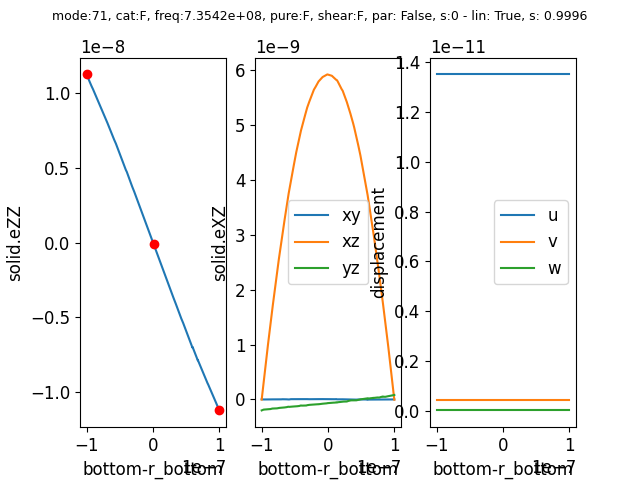 mode:71, cat:F, freq:7.3542e+08, pure:F, shear:F, par: False, s:0 - lin: True, s: 0.9996
1e−8
1.0
0.5
0.0
−0.5
−1.0
solid.eZZ
−1 0 1
bottom-r_bottom
1e−7
1e−9
6
5
4
3
2
1
0
solid.eXZ
xy
xz
yz
−1 0 1
bottom-r_bottom
1e−7
1e−11
1.4
1.2
1.0
0.8
0.6
0.4
0.2
0.0
displacement
u
v
w
−1 0 1
bottom-r_bottom
1e−7